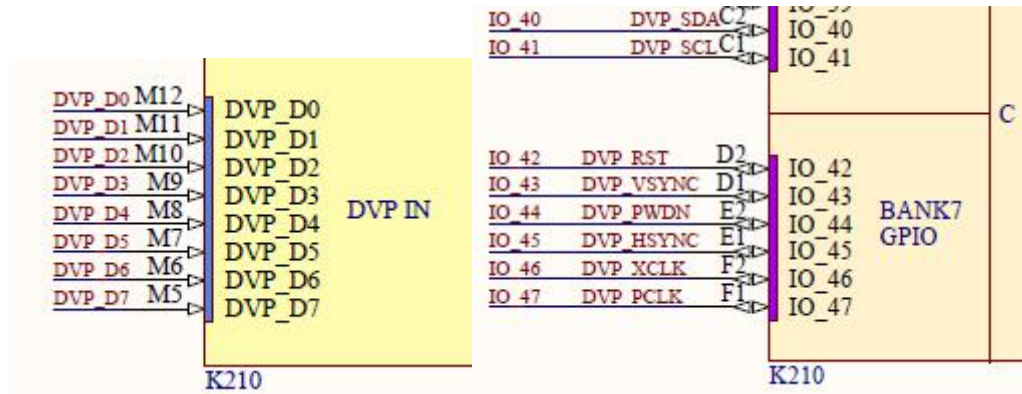 DVP_D0 M12 DVP_D0
DVP_D1 M11 DVP_D1
DVP_D2 M10 DVP_D2
DVP_D3 M9 DVP_D3
DVP_D4 M8 DVP_D4
DVP_D5 M7 DVP_D5
DVP_D6 M6 DVP_D6
DVP_D7 M5 DVP_D7
DVP IN
K210
IO_40 DVP_SDA C2 IO_40
IO_41 DVP_SCL C1 IO_41
C
IO_42 DVP_RST D2 IO_42
IO_43 DVP_VSYNC D1 IO_43
IO_44 DVP_PWDN E2 IO_44
IO_45 DVP_HSYNC E1 IO_45
IO_46 DVP_XCLK F2 IO_46
IO_47 DVP_PCLK F1 IO_47
BANK7
GPIO
K210